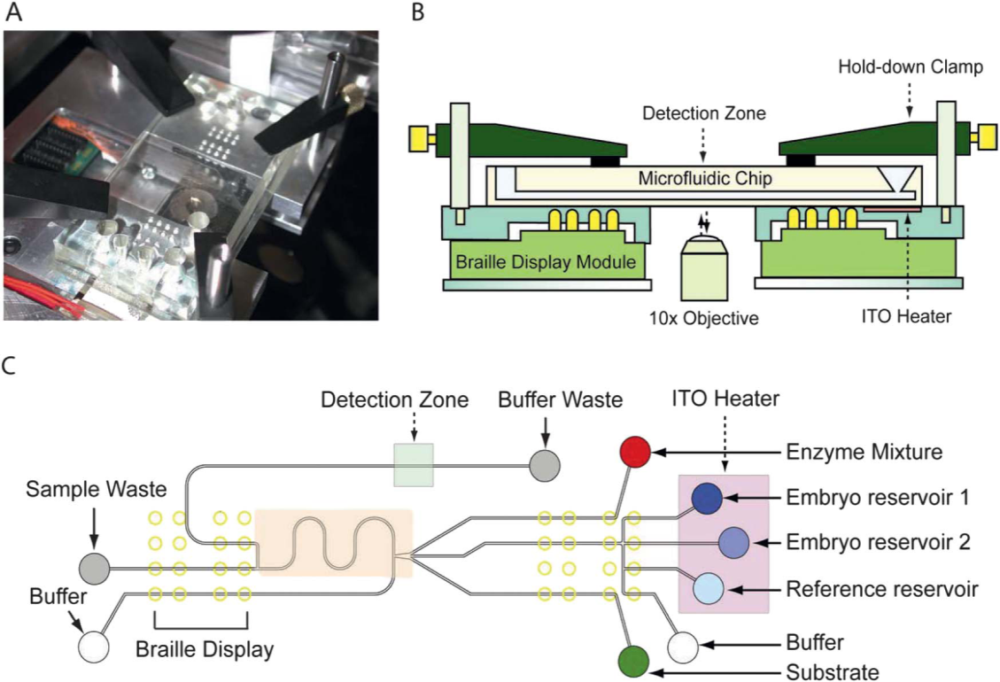 A
B
Hold-down Clamp
Detection Zone
Microfluidic Chip
Braille Display Module
10x Objective
ITO Heater
C
Detection Zone
Buffer Waste
ITO Heater
Enzyme Mixture
Sample Waste
Embryo reservoir 1
Embryo reservoir 2
Reference reservoir
Buffer
Braille Display
Buffer
Substrate